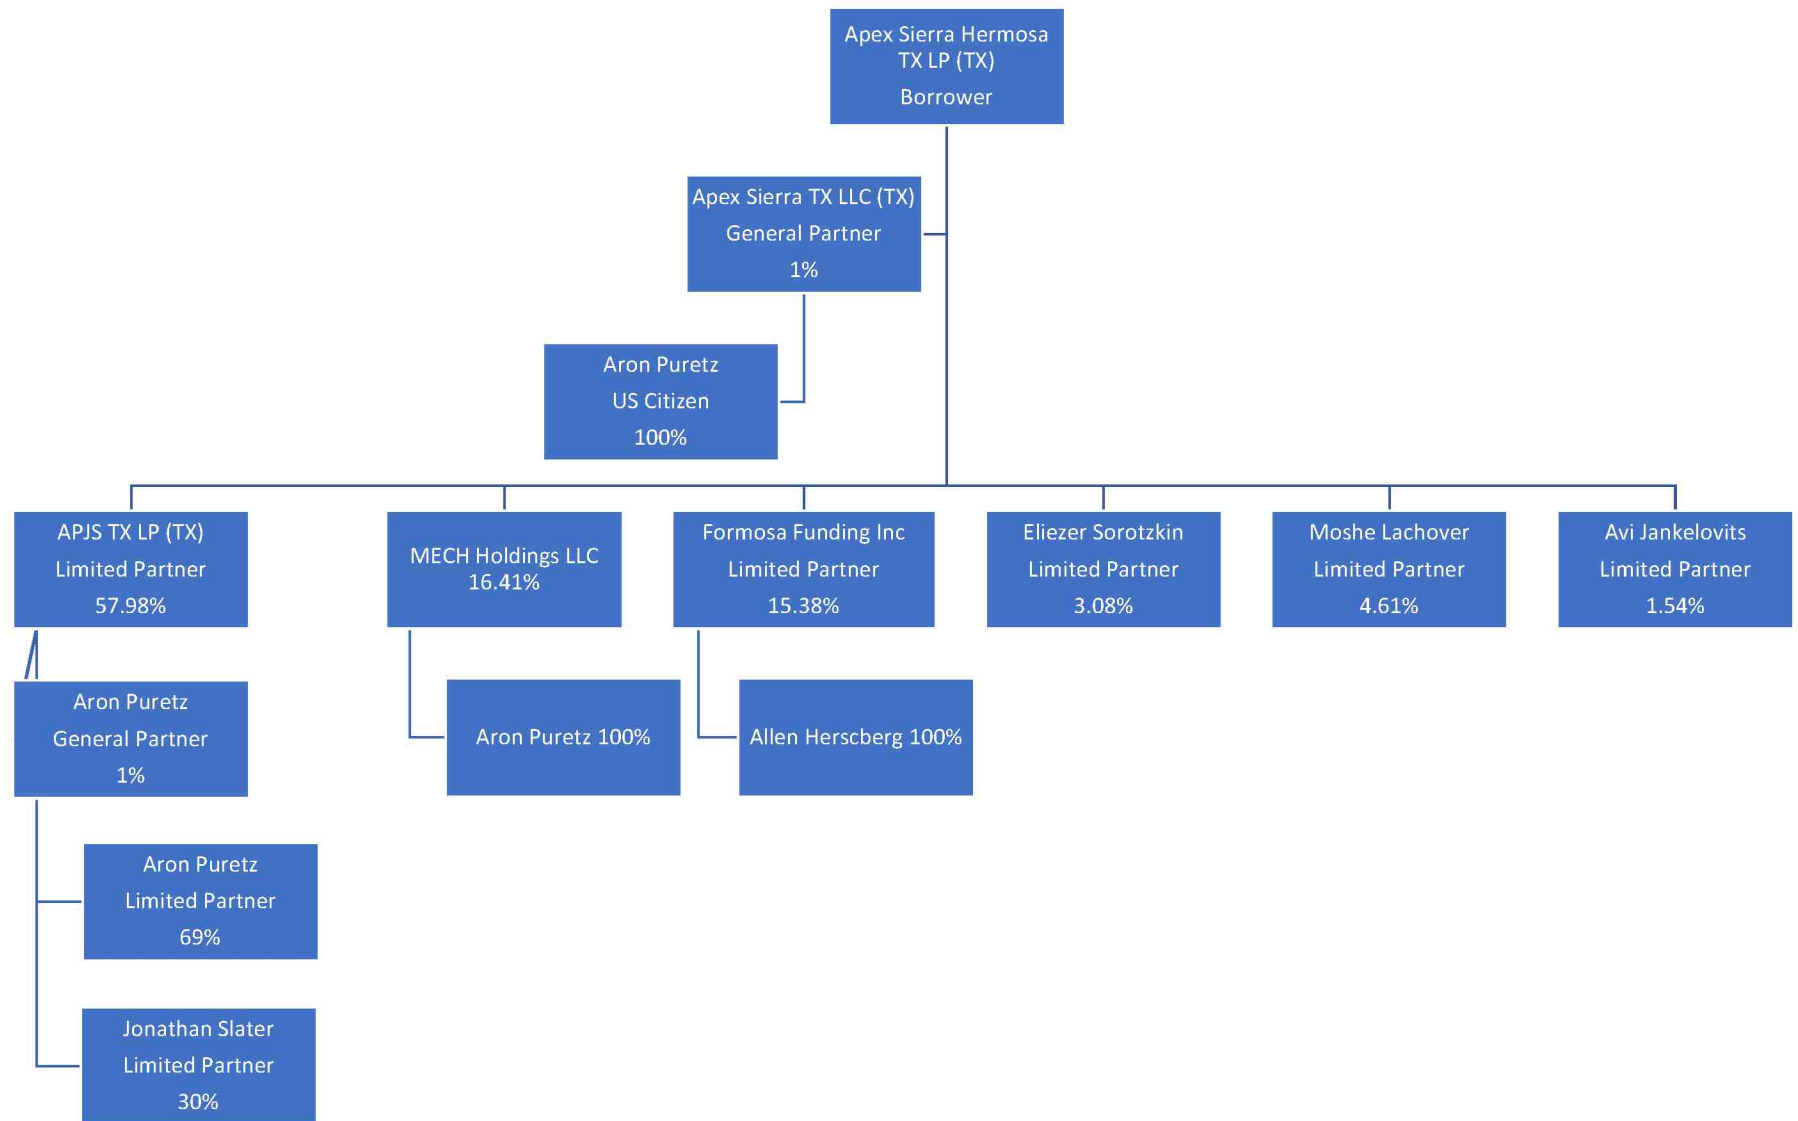 Apex Sierra Hermosa
TX LP (TX)
Borrower
Apex Sierra TX LLC (TX)
General Partner
1%
Aron Puretz
US Citizen
100%
APJS TX LP (TX)
Limited Partner
57.98%
MECH Holdings LLC
16.41%
Formosa Funding Inc
Limited Partner
15.38%
Eliezer Sorotzkin
Limited Partner
3.08%
Moshe Lachover
Limited Partner
4.61%
Avi Jankelovits
Limited Partner
1.54%
Aron Puretz
General Partner
1%
Aron Puretz 100%
Allen Herscberg 100%
Aron Puretz
Limited Partner
69%
Jonathan Slater
Limited Partner
30%